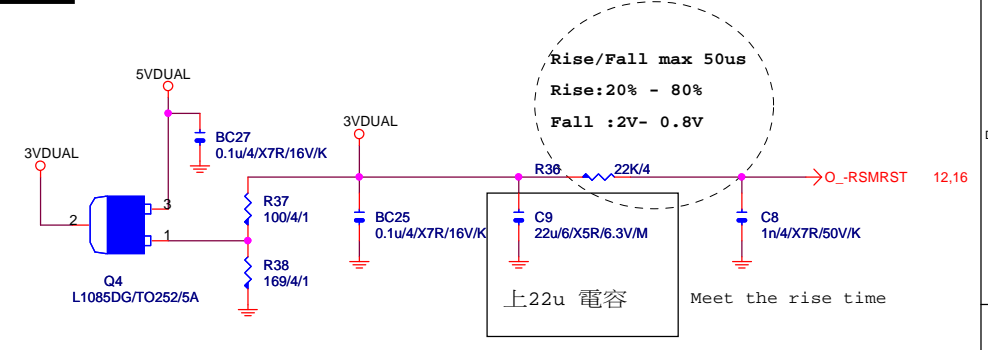 Rise/Fall max 50us
Rise:20% - 80%
Fall :2V- 0.8V
5VDUAL
BC27
0.1u/4/X7R/16V/K
3VDUAL
3VDUAL
R36
22K/4
O_-RSMRST 12,16
3
2
1
R37
100/4/1
BC25
0.1u/4/X7R/16V/K
C9
22u/6/X5R/6.3V/M
C8
1n/4/X7R/50V/K
R38
169/4/1
Q4
L1085DG/TO252/5A
上22u 電容
Meet the rise time